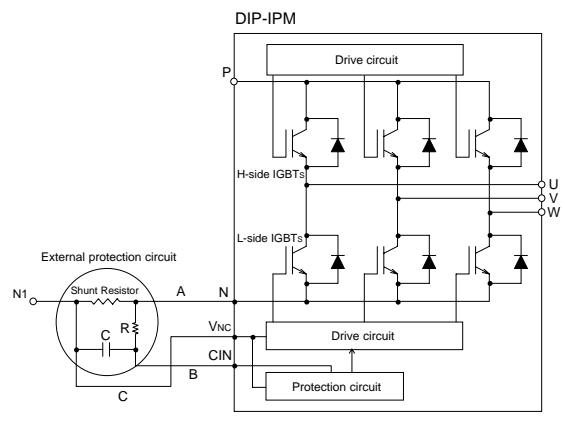 DIP-IPM
Drive circuit
P
H-side IGBTs
U
V
W
L-side IGBTs
External protection circuit
Shunt Resistor
A
N
N1
R
VNC
Drive circuit
C
CIN
B
Protection circuit
C